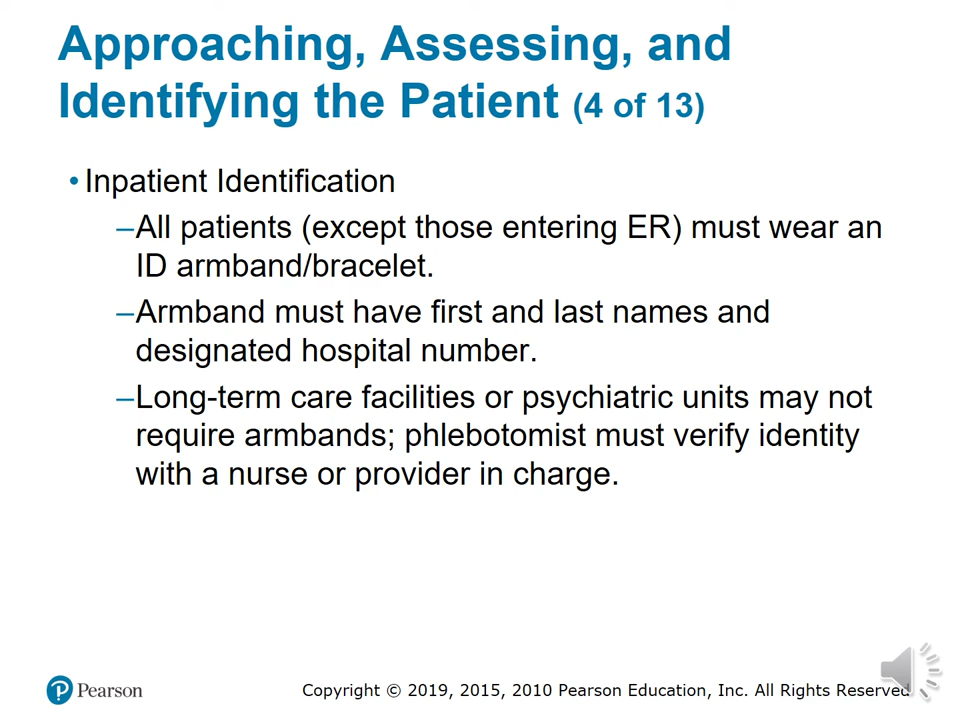 Approaching, Assessing, and
Identifying the Patient (4 of 13)
• Inpatient Identification
–All patients (except those entering ER) must wear an
ID armband/bracelet.
–Armband must have first and last names and
designated hospital number.
–Long-term care facilities or psychiatric units may not
require armbands; phlebotomist must verify identity
with a nurse or provider in charge.
Pearson
Copyright © 2019, 2015, 2010 Pearson Education, Inc. All Rights Reserved